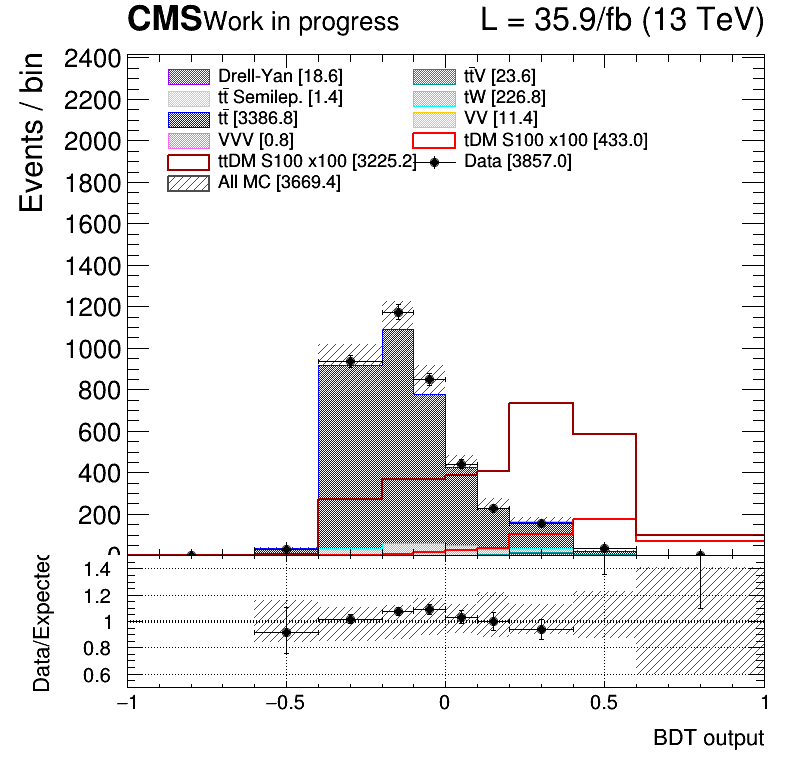 CMS Work in progress L = 35.9/fb (13 TeV)
Events / bin
2400
2200
2000
1800
1600
1400
1200
1000
800
600
400
200
0
Drell-Yan [18.6]
tt̄V [23.6]
tt̄ Semilep. [1.4]
tW [226.8]
tt̄ [3386.8]
VV [11.4]
VVV [0.8]
tDM S100 x100 [433.0]
ttDM S100 x100 [3225.2]
Data [3857.0]
All MC [3669.4]
Data/Expected
1.4
1.2
1
0.8
0.6
−1 −0.5 0 0.5 1
BDT output